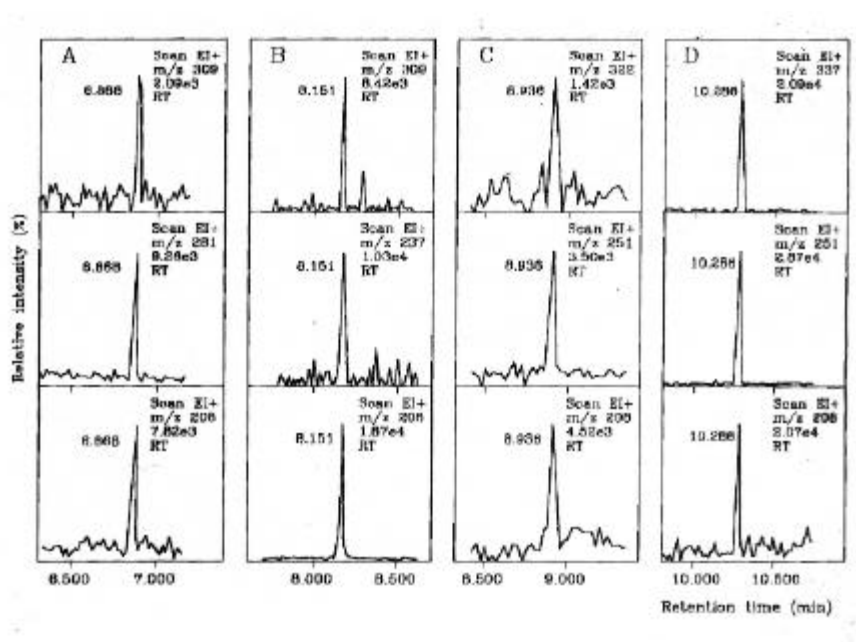 A
Scan EI+
m/z 309
2.09e3
RT
6.868
B
Scan EI+
m/z 309
6.42e3
RT
8.151
C
Scan EI+
m/z 322
1.42e3
RT
8.936
D
Scan EI+
m/z 337
2.09e4
RT
10.286
Scan EI+
m/z 281
9.26e3
RT
6.868
Scan EI+
m/z 237
1.03e4
RT
8.151
Scan EI+
m/z 251
3.50e3
RT
8.936
Scan EI+
m/z 251
2.87e4
RT
10.286
Scan EI+
m/z 208
7.82e3
RT
6.868
Scan EI+
m/z 208
1.87e4
RT
8.151
Scan EI+
m/z 208
4.52e3
RT
8.936
Scan EI+
m/z 208
2.07e4
RT
10.286
Relative intensity (%)
6.500 7.000 8.000 8.500 8.500 9.000 10.000 10.500
Retention time (min)